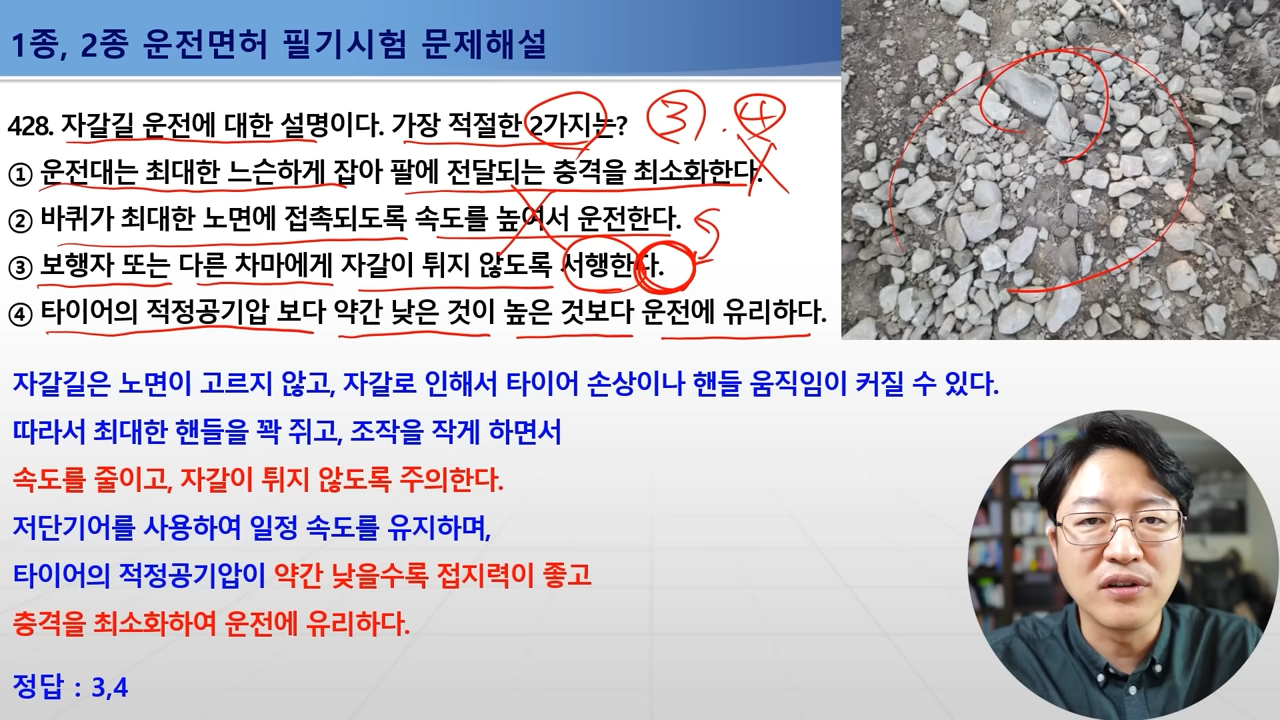 1종, 2종 운전면허 필기시험 문제해설
428. 자갈길 운전에 대한 설명이다. 가장 적절한 2가지는? ③. ④
① 운전대는 최대한 느슨하게 잡아 팔에 전달되는 충격을 최소화한다.
② 바퀴가 최대한 노면에 접촉되도록 속도를 높여서 운전한다.
③ 보행자 또는 다른 차마에게 자갈이 튀지 않도록 서행한다.
④ 타이어의 적정공기압 보다 약간 낮은 것이 높은 것보다 운전에 유리하다.
자갈길은 노면이 고르지 않고, 자갈로 인해서 타이어 손상이나 핸들 움직임이 커질 수 있다.
따라서 최대한 핸들을 꽉 쥐고, 조작을 작게 하면서
속도를 줄이고, 자갈이 튀지 않도록 주의한다.
저단기어를 사용하여 일정 속도를 유지하며,
타이어의 적정공기압이 약간 낮을수록 접지력이 좋고
충격을 최소화하여 운전에 유리하다.
정답 : 3,4